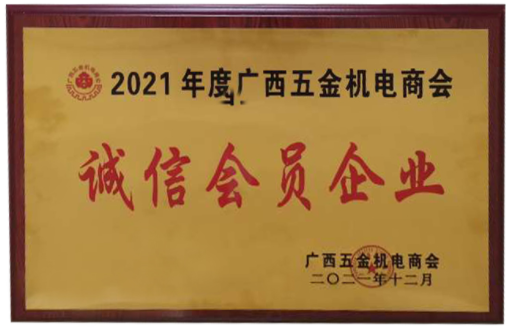 2021年度广西五金机电商会
诚信会员企业
广西五金机电商会
二〇二一年十二月